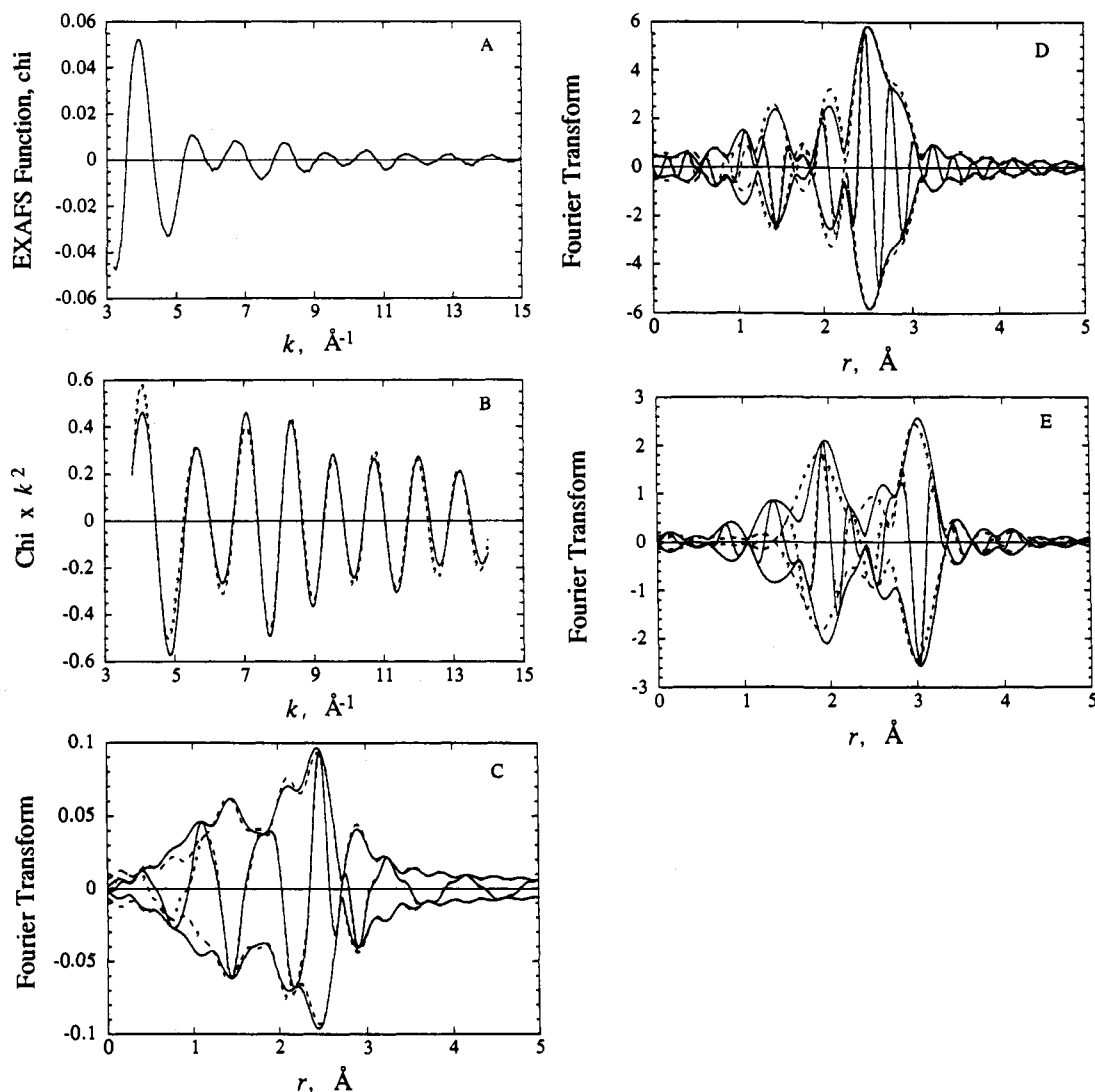 A
EXAFS Function, chi
0.06
0.04
0.02
0
-0.02
-0.04
-0.06
3 5 7 9 11 13 15
k, Å-1
B
Chi x k2
0.6
0.4
0.2
0
-0.2
-0.4
-0.6
3 5 7 9 11 13 15
k, Å-1
C
Fourier Transform
0.1
0.05
0
-0.05
-0.1
0 1 2 3 4 5
r, Å
D
Fourier Transform
6
4
2
0
-2
-4
-6
0 1 2 3 4 5
r, Å
E
Fourier Transform
3
2
1
0
-1
-2
-3
0 1 2 3 4 5
r, Å